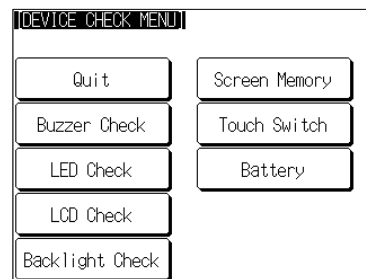 [DEVICE CHECK MENU]
Quit
Screen Memory
Buzzer Check
Touch Switch
LED Check
Battery
LCD Check
Backlight Check